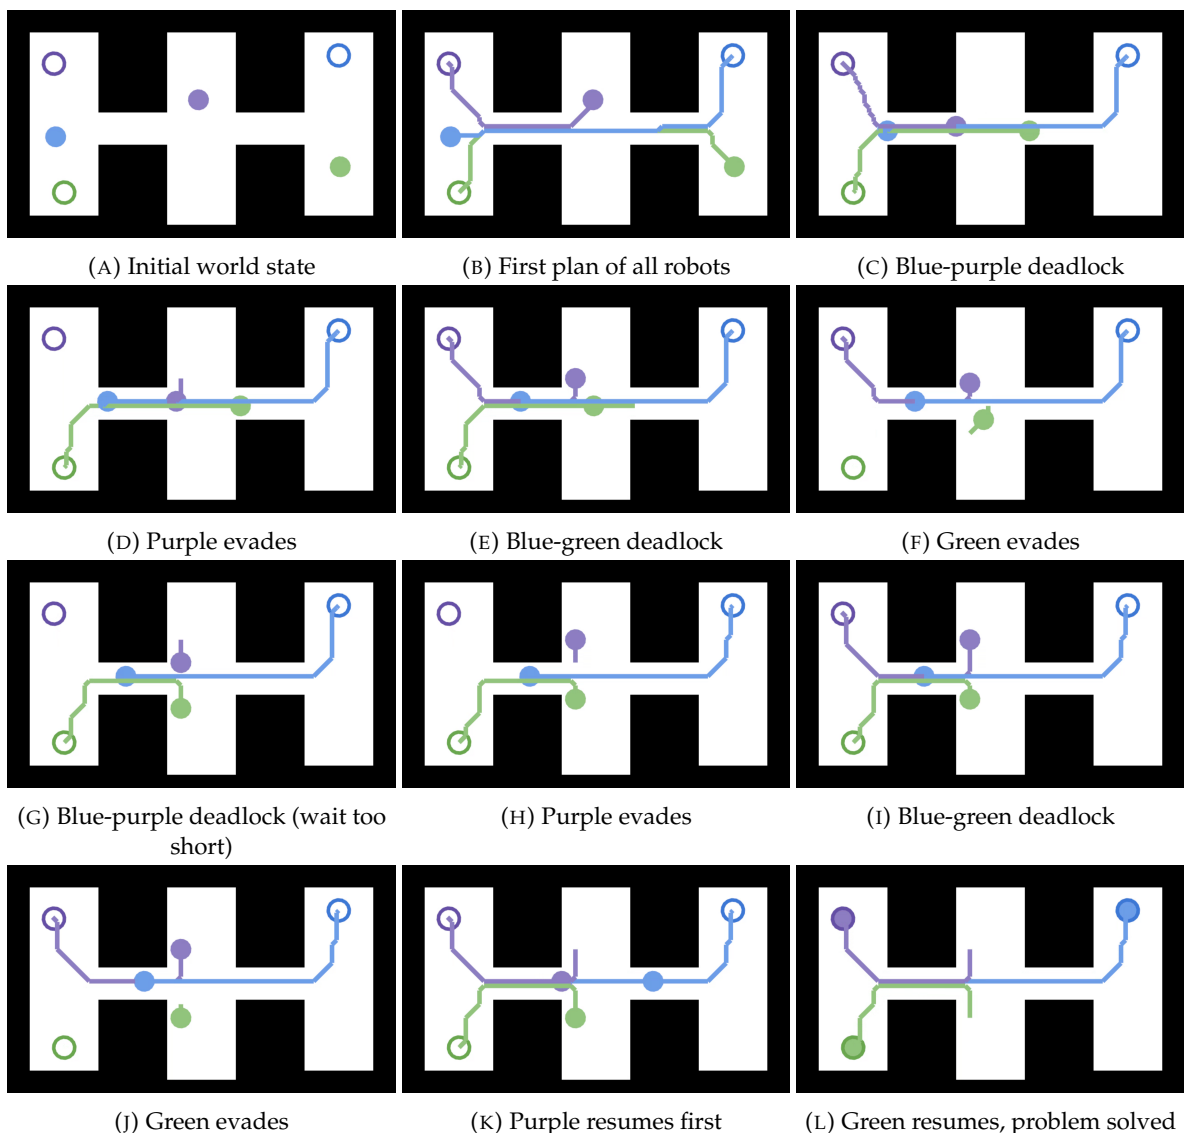 (A) Initial world state
(B) First plan of all robots
(C) Blue-purple deadlock
(D) Purple evades
(E) Blue-green deadlock
(F) Green evades
(G) Blue-purple deadlock (wait too
short)
(H) Purple evades
(I) Blue-green deadlock
(J) Green evades
(K) Purple resumes first
(L) Green resumes, problem solved